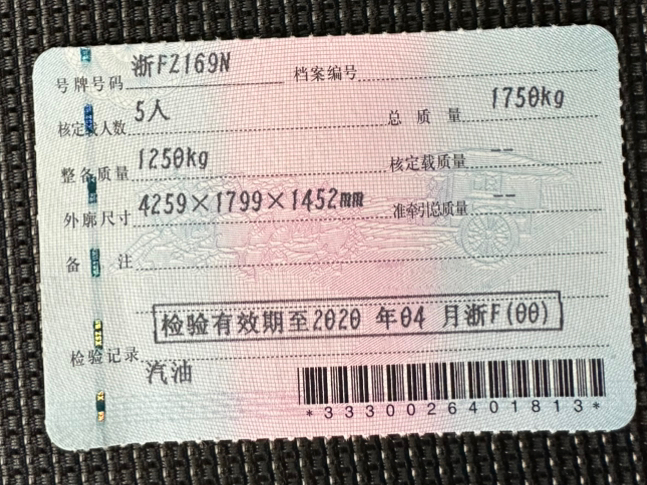 号牌号码 浙F2169N 档案编号
核定载人数 5人 总质量 1750kg
整备质量 1250kg 核定载质量 --
外廓尺寸 4259×1799×1452mm 准牵引总质量 --
备注
检验有效期至2020 年04 月浙F(00)
检验记录
汽油
*3330026401813*